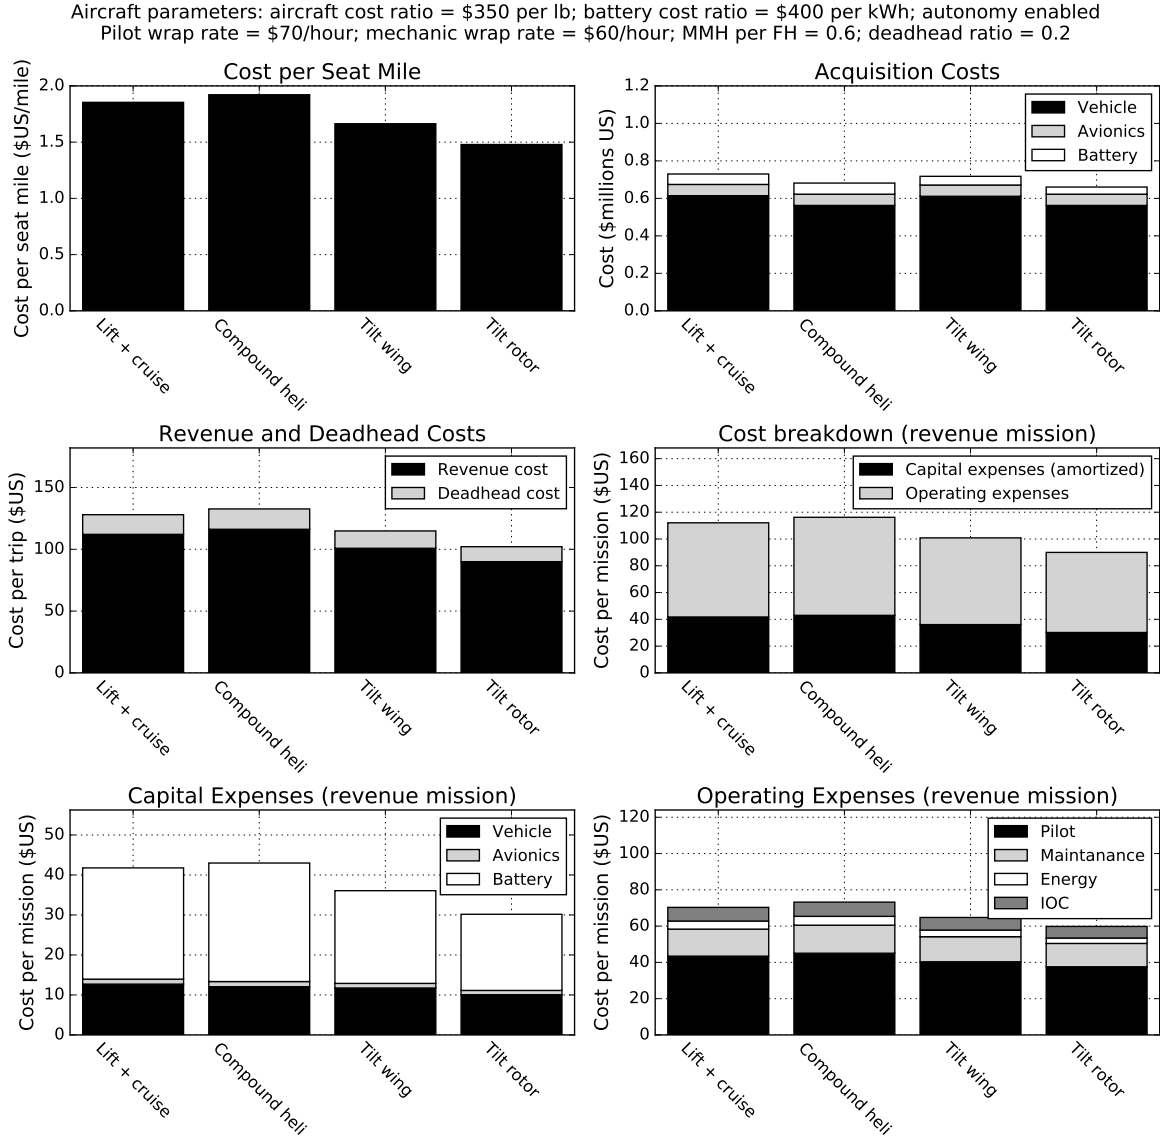 Aircraft parameters: aircraft cost ratio = $350 per lb; battery cost ratio = $400 per kWh; autonomy enabled
Pilot wrap rate = $70/hour; mechanic wrap rate = $60/hour; MMH per FH = 0.6; deadhead ratio = 0.2
Cost per Seat Mile
Cost per seat mile ($US/mile)
2.0
1.5
1.0
0.5
0.0
Lift + cruise
Compound heli
Tilt wing
Tilt rotor
Acquisition Costs
Cost ($millions US)
1.2
1.0
0.8
0.6
0.4
0.2
0.0
Vehicle
Avionics
Battery
Lift + cruise
Compound heli
Tilt wing
Tilt rotor
Revenue and Deadhead Costs
Cost per trip ($US)
150
100
50
0
Revenue cost
Deadhead cost
Lift + cruise
Compound heli
Tilt wing
Tilt rotor
Cost breakdown (revenue mission)
Cost per mission ($US)
160
140
120
100
80
60
40
20
0
Capital expenses (amortized)
Operating expenses
Lift + cruise
Compound heli
Tilt wing
Tilt rotor
Capital Expenses (revenue mission)
Cost per mission ($US)
50
40
30
20
10
0
Vehicle
Avionics
Battery
Lift + cruise
Compound heli
Tilt wing
Tilt rotor
Operating Expenses (revenue mission)
Cost per mission ($US)
120
100
80
60
40
20
0
Pilot
Maintanance
Energy
IOC
Lift + cruise
Compound heli
Tilt wing
Tilt rotor